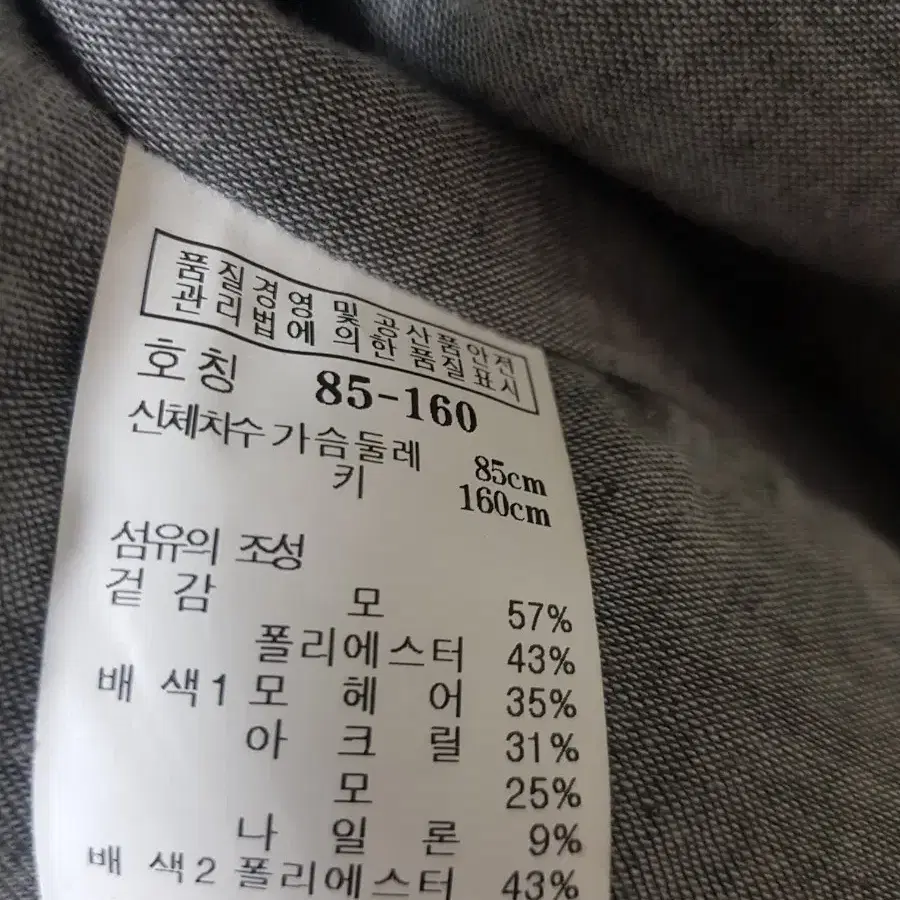 품질경영 및 공산품안전
관리법에 의한 품질표시
호칭 85-160
신체차수 가슴둘레 85cm
키 160cm
섬유의 조성
겉 감 모 57%
폴리에스터 43%
배 색1 모 헤 어 35%
아 크 릴 31%
모 25%
나 일 론 9%
배 색2 폴리에스터 43%